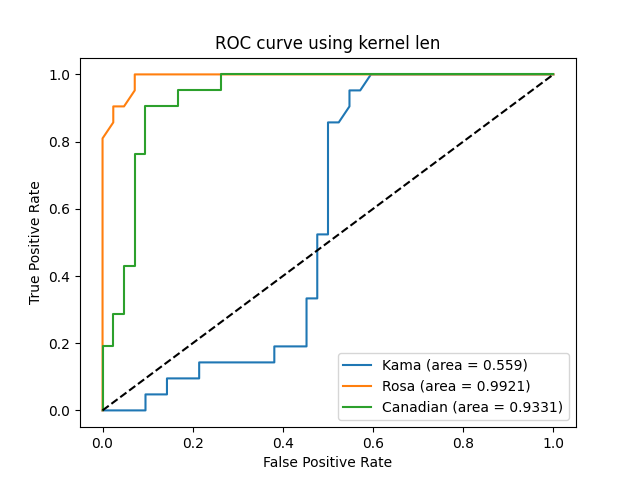 ROC curve using kernel len
1.0
0.8
0.6
0.4
0.2
0.0
True Positive Rate
Kama (area = 0.559)
Rosa (area = 0.9921)
Canadian (area = 0.9331)
0.0 0.2 0.4 0.6 0.8 1.0
False Positive Rate